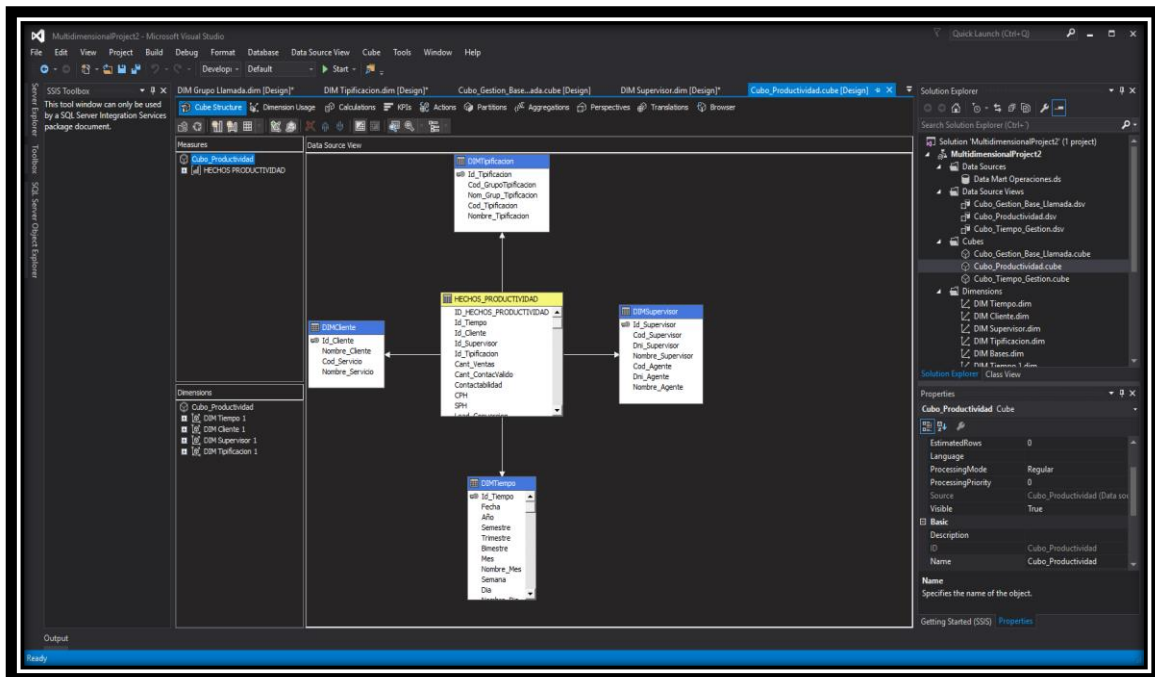 MultidimensionalProject2 - Microsoft Visual Studio
Quick Launch (Ctrl+Q)
File Edit View Project Build Debug Format Database Data Source View Cube Tools Window Help
Develop Default Start
SSIS Toolbox
This tool window can only be used
by a SQL Server Integration Services
package document.
Server Explorer
Toolbox
SQL Server Object Explorer
DIM Grupo Llamada.dim [Design]* DIM Tipificacion.dim [Design]* Cubo_Gestion_Base...ada.cube [Design] DIM Supervisor.dim [Design]* Cubo_Productividad.cube [Design]
Cube Structure Dimension Usage Calculations KPIs Actions Partitions Aggregations Perspectives Translations Browser
Measures
Cubo_Productividad
HECHOS PRODUCTIVIDAD
Dimensions
Cubo_Productividad
DIM Tiempo 1
DIM Cliente 1
DIM Supervisor 1
DIM Tipificacion 1
Data Source View
DIMTipificacion
Id_Tipificacion
Cod_GrupoTipificacion
Nom_Grup_Tipificacion
Cod_Tipificacion
Nombre_Tipificacion
DIMCliente
Id_Cliente
Nombre_Cliente
Cod_Servicio
Nombre_Servicio
HECHOS_PRODUCTIVIDAD
ID_HECHOS_PRODUCTIVIDAD
Id_Tiempo
Id_Cliente
Id_Supervisor
Id_Tipificacion
Cant_Ventas
Cant_ContacValido
Contactabilidad
CPH
SPH
DIMSupervisor
Id_Supervisor
Cod_Supervisor
Dni_Supervisor
Nombre_Supervisor
Cod_Agente
Dni_Agente
Nombre_Agente
DIMTiempo
Id_Tiempo
Fecha
Año
Semestre
Trimestre
Bimestre
Mes
Nombre_Mes
Semana
Dia
Solution Explorer
Search Solution Explorer (Ctrl+)
Solution 'MultidimensionalProject2' (1 project)
MultidimensionalProject2
Data Sources
Data Mart Operaciones.ds
Data Source Views
Cubo_Gestion_Base_Llamada.dsv
Cubo_Productividad.dsv
Cubo_Tiempo_Gestion.dsv
Cubes
Cubo_Gestion_Base_Llamada.cube
Cubo_Productividad.cube
Cubo_Tiempo_Gestion.cube
Dimensions
DIM Tiempo.dim
DIM Cliente.dim
DIM Supervisor.dim
DIM Tipificacion.dim
DIM Bases.dim
DIM Tiempo 1.dim
Solution Explorer Class View
Properties
Cubo_Productividad Cube
EstimatedRows 0
Language
ProcessingMode Regular
ProcessingPriority 0
Source Cubo_Productividad (Data sou
Visible True
Basic
Description
ID Cubo_Productividad
Name Cubo_Productividad
Name
Specifies the name of the object.
Getting Started (SSIS) Properties
Output
Ready